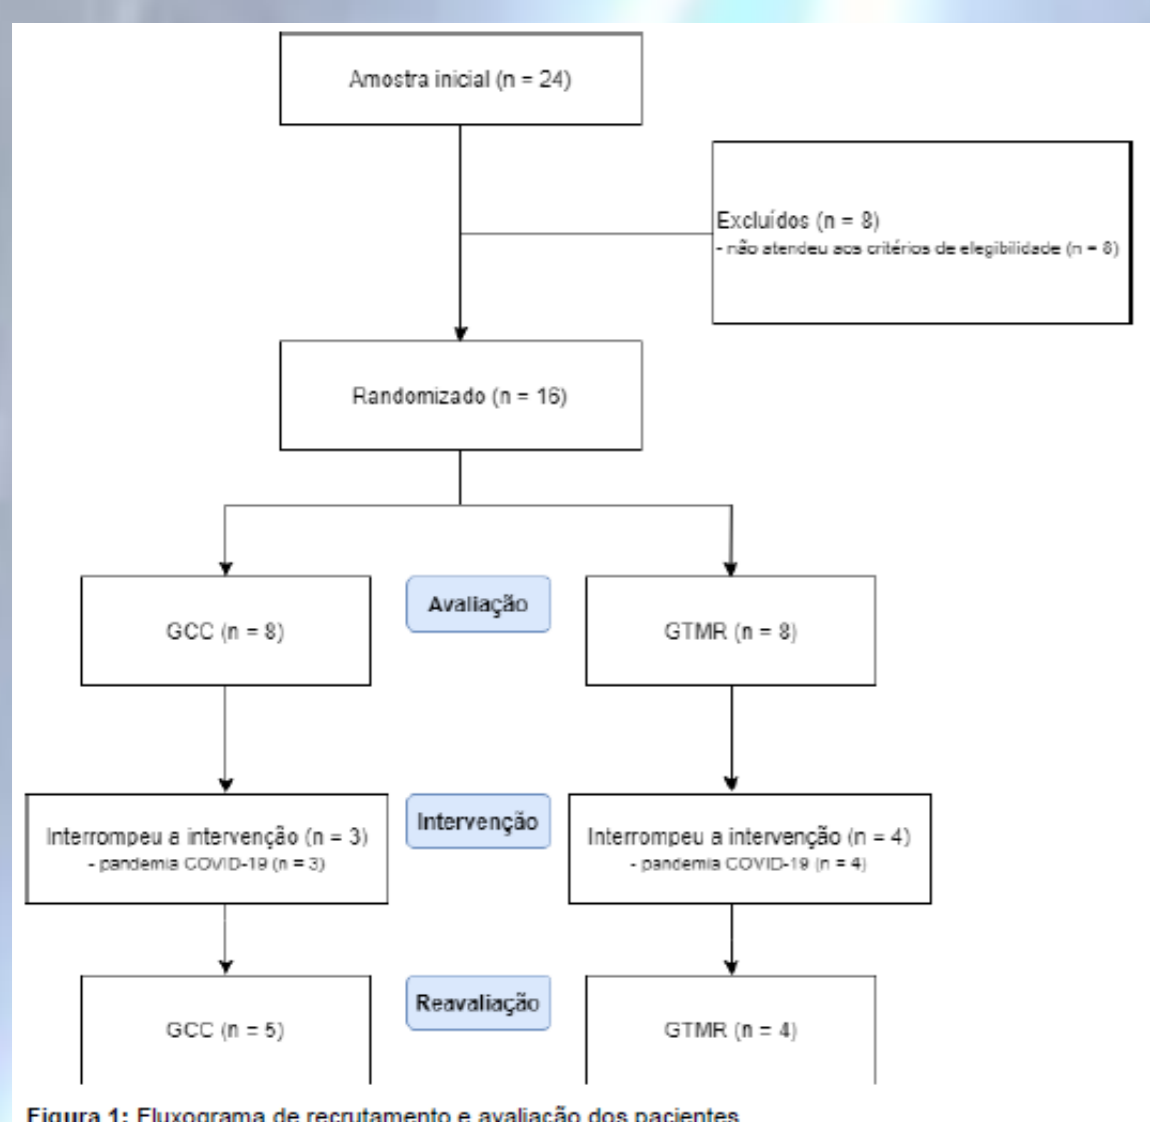 Amostra inicial (n = 24)
Excluídos (n = 8)
- não atendeu aos critérios de elegibilidade (n = 8)
Randomizado (n = 16)
GCC (n = 8)
Avaliação
GTMR (n = 8)
Interrompeu a intervenção (n = 3)
- pandemia COVID-19 (n = 3)
Intervenção
Interrompeu a intervenção (n = 4)
- pandemia COVID-19 (n = 4)
GCC (n = 5)
Reavaliação
GTMR (n = 4)
Figura 1: Fluxograma de recrutamento e avaliação dos pacientes